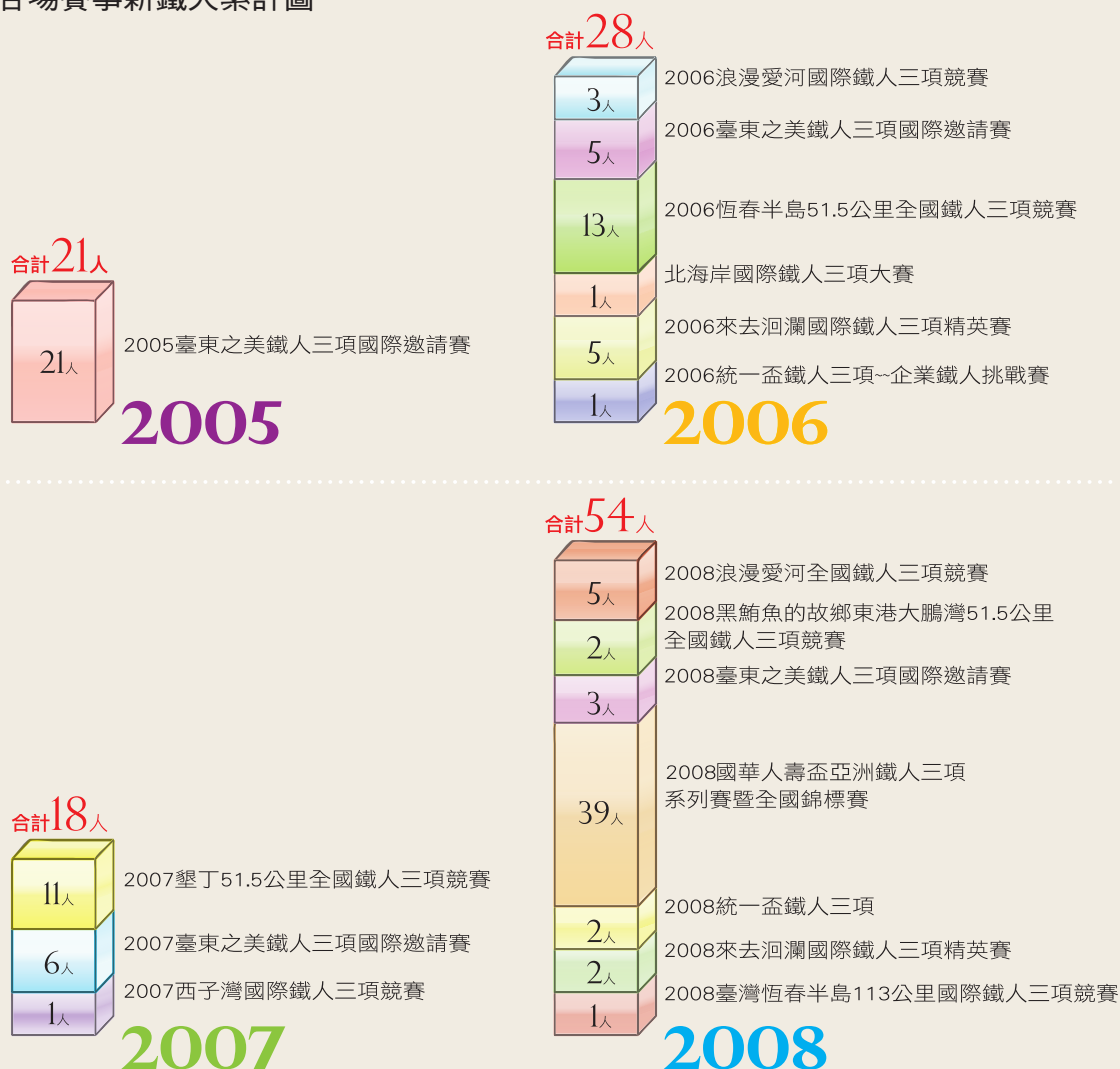 各場賽事新鐵人累計圖
合計21人
21人
2005臺東之美鐵人三項國際邀請賽
2005
合計28人
3人
2006浪漫愛河國際鐵人三項競賽
5人
2006臺東之美鐵人三項國際邀請賽
13人
2006恆春半島51.5公里全國鐵人三項競賽
1人
北海岸國際鐵人三項大賽
5人
2006來去洄瀾國際鐵人三項精英賽
1人
2006統一盃鐵人三項~~企業鐵人挑戰賽
2006
合計18人
11人
2007墾丁51.5公里全國鐵人三項競賽
6人
2007臺東之美鐵人三項國際邀請賽
1人
2007西子灣國際鐵人三項競賽
2007
合計54人
5人
2008浪漫愛河全國鐵人三項競賽
2人
2008黑鮪魚的故鄉東港大鵬灣51.5公里
全國鐵人三項競賽
3人
2008臺東之美鐵人三項國際邀請賽
39人
2008國華人壽盃亞洲鐵人三項
系列賽暨全國錦標賽
2人
2008統一盃鐵人三項
2人
2008來去洄瀾國際鐵人三項精英賽
1人
2008臺灣恆春半島113公里國際鐵人三項競賽
2008